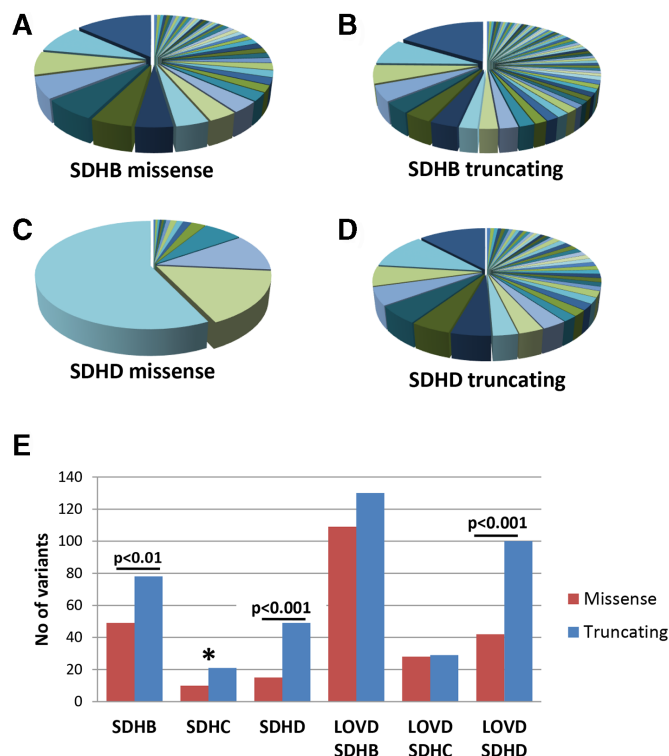 A
B
SDHB missense
SDHB truncating
C
D
SDHD missense
SDHD truncating
E
No of variants
140
120
100
80
60
40
20
0
p<0.01
*
p<0.001
p<0.001
SDHB
SDHC
SDHD
LOVD
SDHB
LOVD
SDHC
LOVD
SDHD
Missense
Truncating